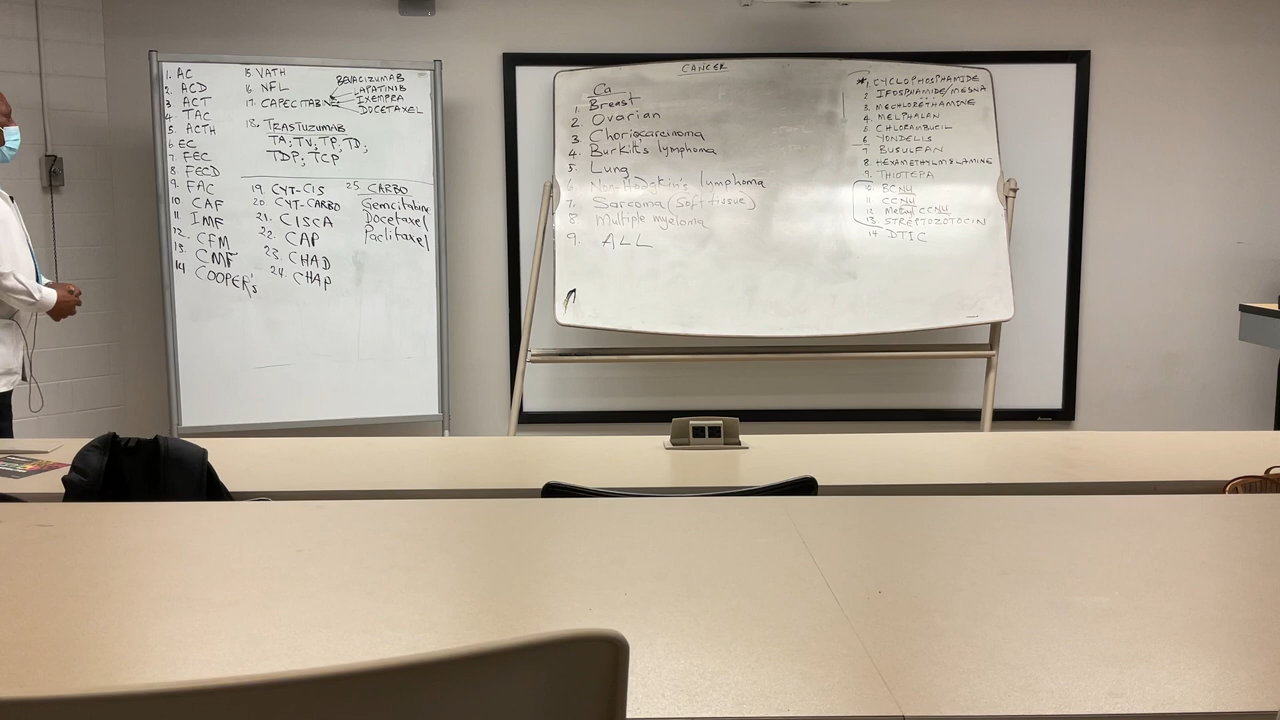 1. AC
2. ACD
3 ACT
4 TAC
5. ACTH
6. EC
7. FEC
8 FECD
9. FAC
10 CAF
11 IMF
12. CFM
13. CMF
14 COOPER's
15. VATH
16 NFL
17. CAPECITABINE
BEVACIZUMAB
LAPATINIB
IXEMPRA
DOCETAXEL
18. TRASTUZUMAB
TA; TV; TP; TD;
TDP; TCP
19. CYT-CIS
20. CYT-CARBO
21. CISCA
22. CAP
23. CHAD
24. CHAP
25. CARBO
Gemcitabine
Docetaxel
Paclitaxel
CANCER
Ca
1. Breast
2. Ovarian
3. Choriocarcinoma
4. Burkitt's lymphoma
5. Lung
6 Non-Hodgkin's lymphoma
7. Sarcoma (Soft tissue)
8 Multiple myeloma
9. ALL
*1. CYCLOPHOSPHAMIDE
2 IFOSPHAMIDE/MESNA
3. MECHLORETHAMINE
4. MELPHALAN
5 CHLORAMBUCIL
6. YONDELIS
7 BUSULFAN
8. HEXAMETHYLMELAMINE
9. THIOTEPA
10 BCNU
11 CCNU
12 Methyl CCNU
13. STREPTOZOTOCIN
14 DTIC